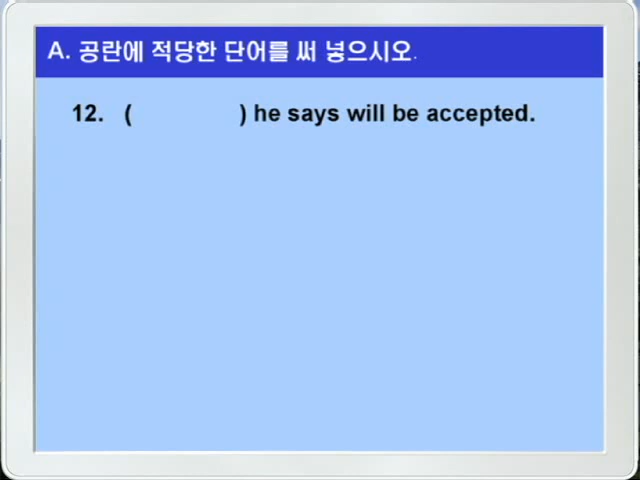 A. 공란에 적당한 단어를 써 넣으시오.
12. ( ) he says will be accepted.